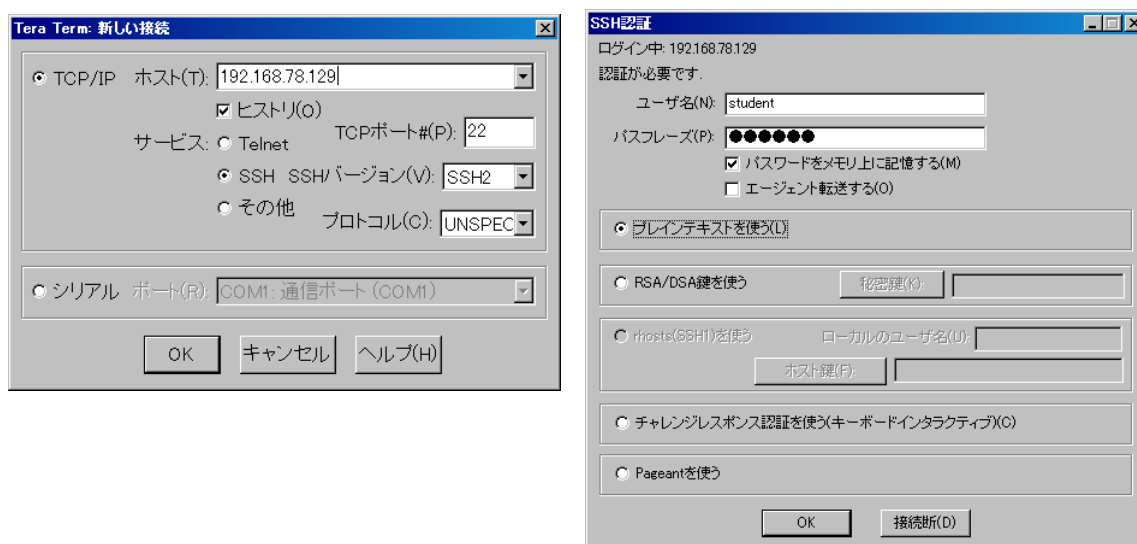 Tera Term: 新しい接続
TCP/IP ホスト(T): 192.168.78.129
ヒストリ(O)
サービス: Telnet TCPポート#(P): 22
SSH SSHバージョン(V): SSH2
その他 プロトコル(C): UNSPEC
シリアル ポート(R): COM1: 通信ポート (COM1)
OK キャンセル ヘルプ(H)
SSH認証
ログイン中: 192.168.78.129
認証が必要です.
ユーザ名(N): student
パスフレーズ(P): ●●●●●●
パスワードをメモリ上に記憶する(M)
エージェント転送する(O)
プレインテキストを使う(L)
RSA/DSA鍵を使う 秘密鍵(K):
rhosts(SSH1)を使う ローカルのユーザ名(U):
ホスト鍵(F):
チャレンジレスポンス認証を使う(キーボードインタラクティブ)(C)
Pageantを使う
OK 接続断(D)